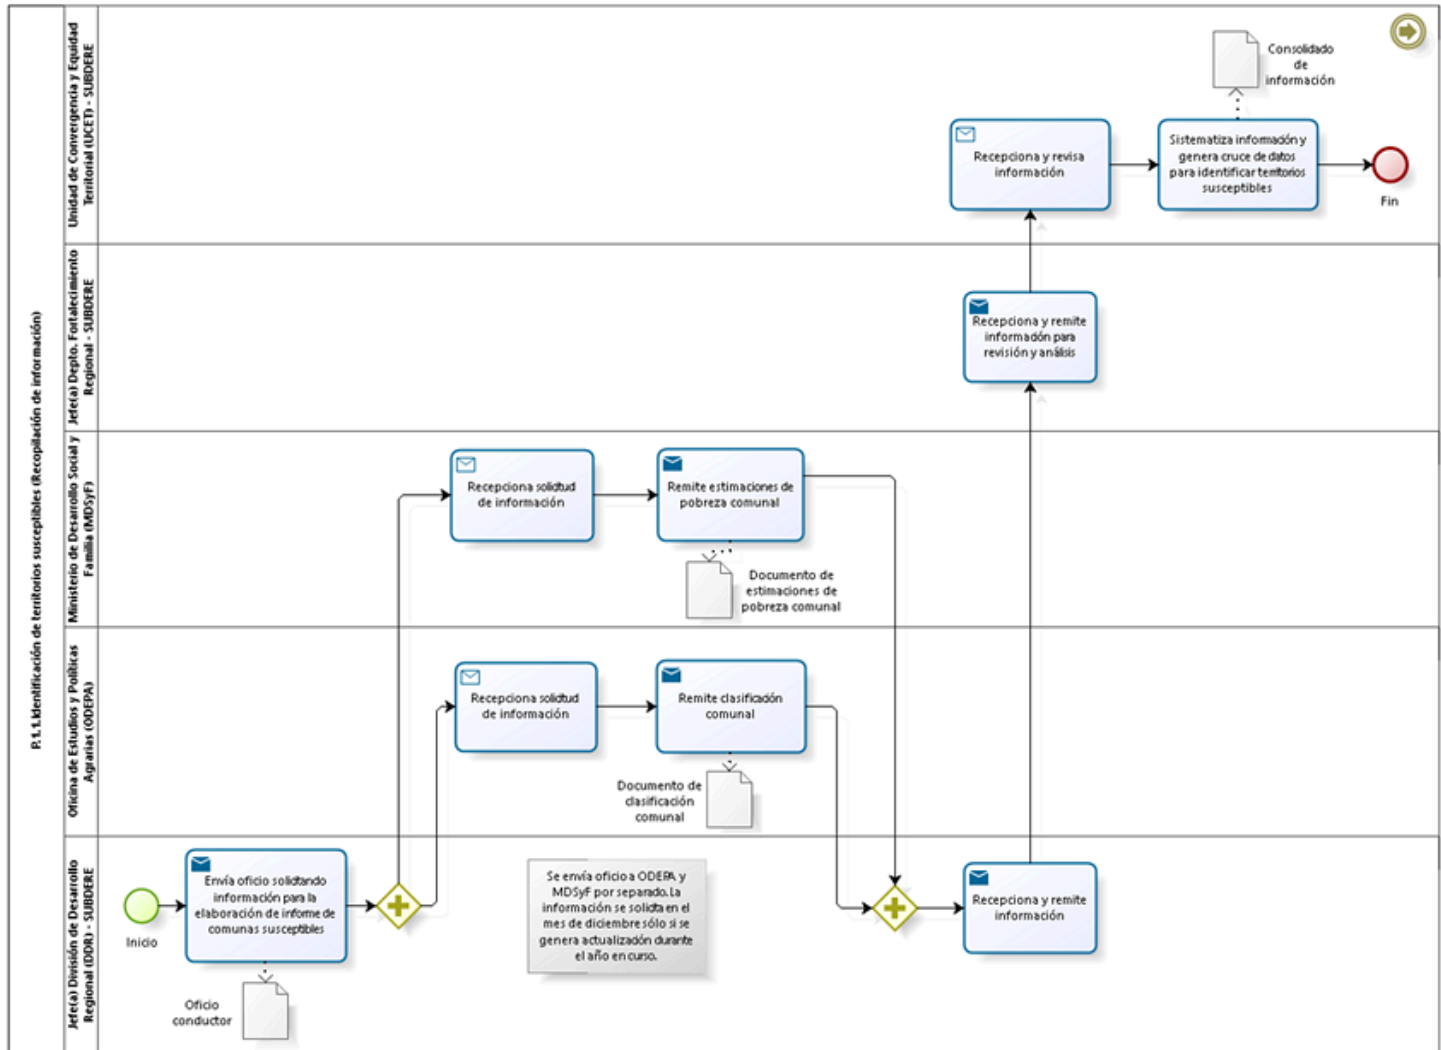 P.1.1.Identificación de territorios susceptibles (Recopilación de información)
Unidad de Convergencia y Equidad
Territorial (UCET) - SUBDERE
Consolidado
de
información
Recepciona y revisa
información
Sistematiza información y
genera cruce de datos
para identificar territorios
susceptibles
Fin
Jefe(a) Depto. Fortalecimiento
Regional - SUBDERE
Recepciona y remite
información para
revisión y análisis
Ministerio de Desarrollo Social y
Familia (MDSyF)
Recepciona solicitud
de información
Remite estimaciones de
pobreza comunal
Documento de
estimaciones de
pobreza comunal
Oficina de Estudios y Políticas
Agrarias (ODEPA)
Recepciona solicitud
de información
Remite clasificación
comunal
Documento de
clasificación
comunal
Jefe(a) División de Desarrollo
Regional (DDR) - SUBDERE
Inicio
Envía oficio solicitando
información para la
elaboración de informe de
comunas susceptibles
Oficio
conductor
Se envía oficio a ODEPA y
MDSyF por separado. La
información se solicita en el
mes de diciembre sólo si se
genera actualización durante
el año en curso.
Recepciona y remite
información